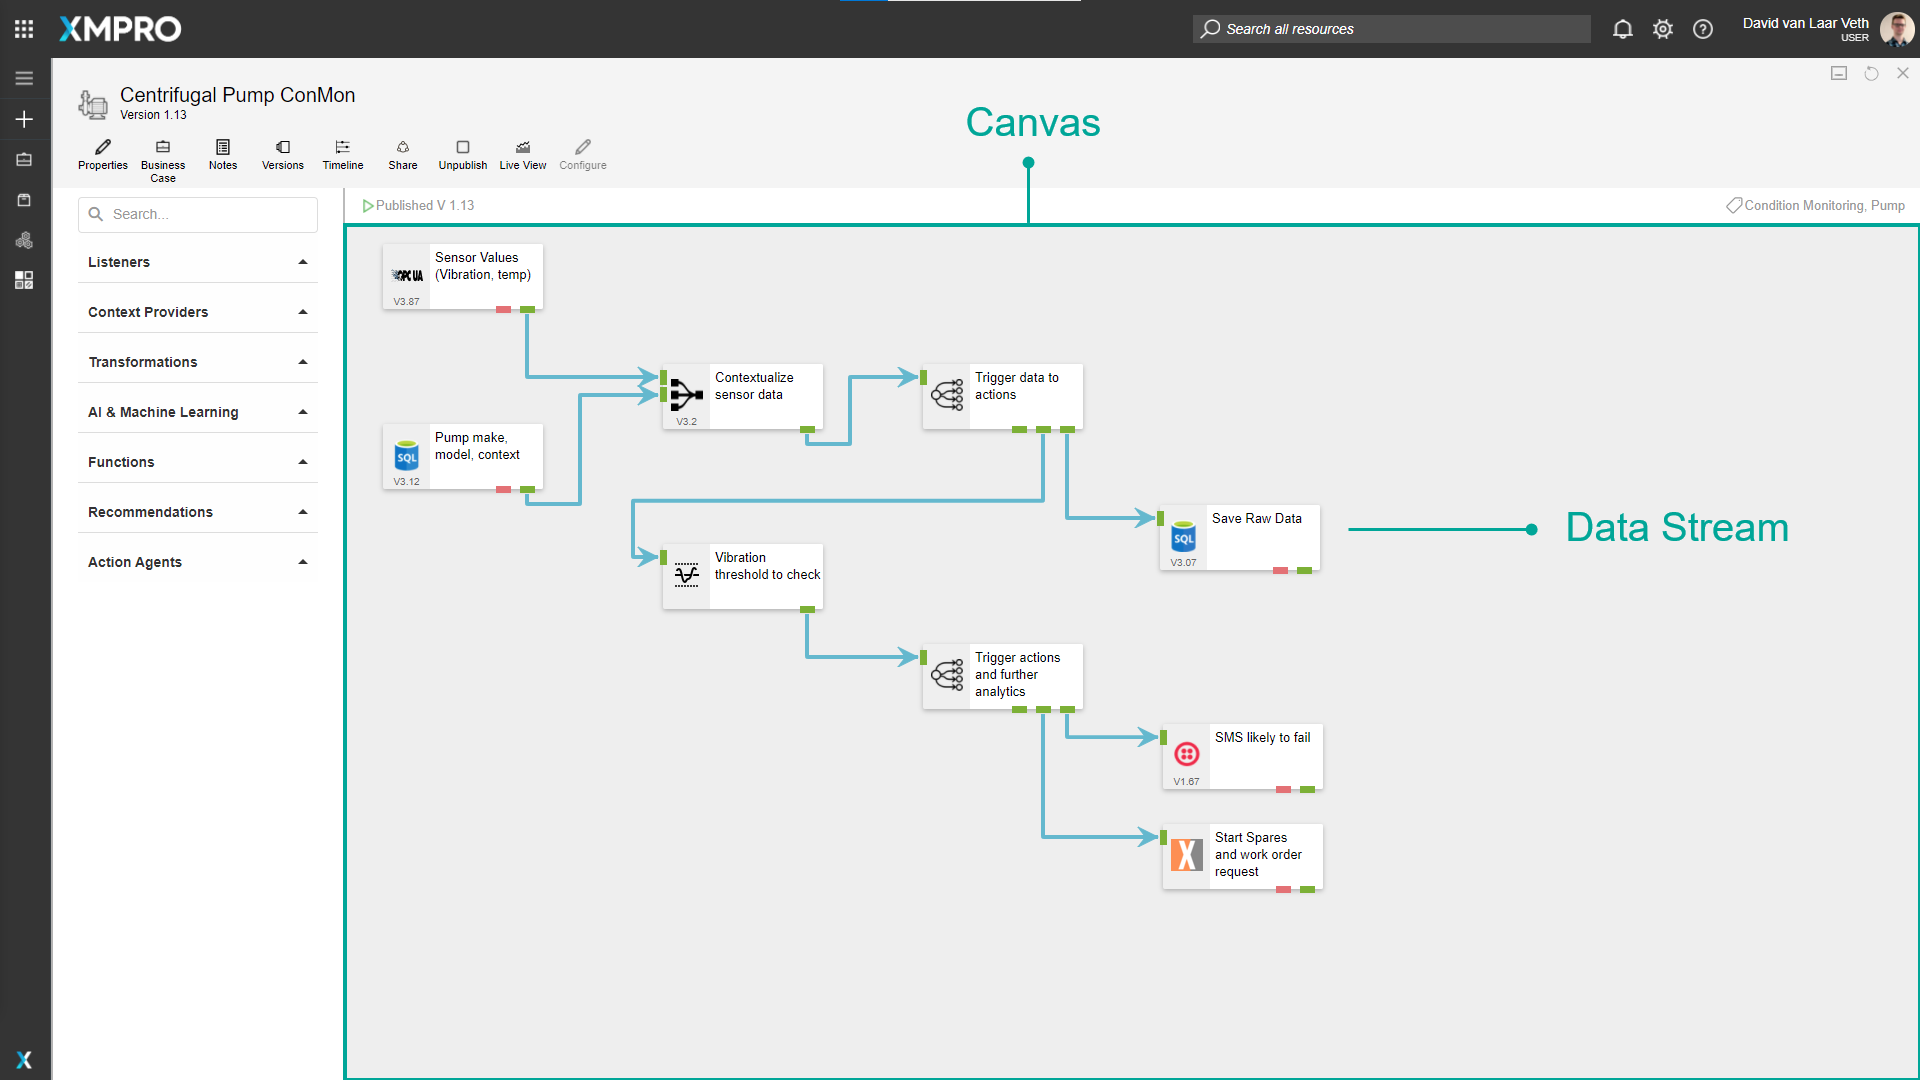 XMPRO
Search all resources
David van Laar Veth
USER
Centrifugal Pump ConMon
Version 1.13
Properties
Business
Case
Notes
Versions
Timeline
Share
Unpublish
Live View
Configure
Canvas
Search...
Listeners
Context Providers
Transformations
AI & Machine Learning
Functions
Recommendations
Action Agents
Published V 1.13
Condition Monitoring, Pump
OPC UA
V3.87
Sensor Values
(Vibration, temp)
SQL
V3.12
Pump make,
model, context
V3.2
Contextualize
sensor data
Trigger data to
actions
SQL
V3.07
Save Raw Data
Data Stream
Vibration
threshold to check
Trigger actions
and further
analytics
V1.67
SMS likely to fail
X
Start Spares
and work order
request
X